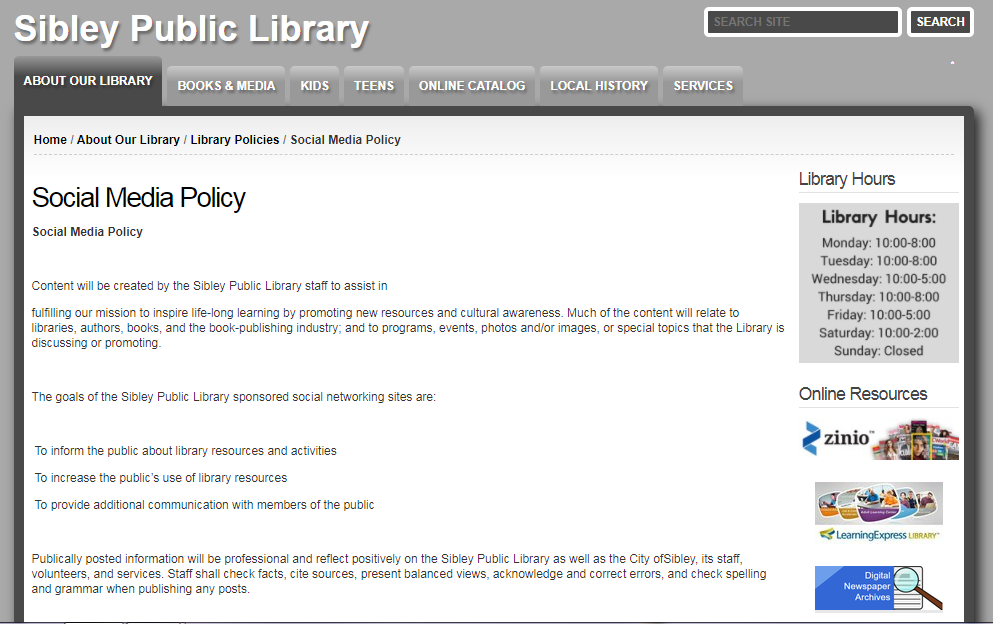 Sibley Public Library
SEARCH SITE
SEARCH
ABOUT OUR LIBRARY
BOOKS & MEDIA
KIDS
TEENS
ONLINE CATALOG
LOCAL HISTORY
SERVICES
Home / About Our Library / Library Policies / Social Media Policy
Social Media Policy
Social Media Policy
Content will be created by the Sibley Public Library staff to assist in
fulfilling our mission to inspire life-long learning by promoting new resources and cultural awareness. Much of the content will relate to
libraries, authors, books, and the book-publishing industry; and to programs, events, photos and/or images, or special topics that the Library is
discussing or promoting.
The goals of the Sibley Public Library sponsored social networking sites are:
To inform the public about library resources and activities
To increase the public's use of library resources
To provide additional communication with members of the public
Publically posted information will be professional and reflect positively on the Sibley Public Library as well as the City ofSibley, its staff,
volunteers, and services. Staff shall check facts, cite sources, present balanced views, acknowledge and correct errors, and check spelling
and grammar when publishing any posts.
Library Hours
Library Hours:
Monday: 10:00-8:00
Tuesday: 10:00-8:00
Wednesday: 10:00-5:00
Thursday: 10:00-8:00
Friday: 10:00-5:00
Saturday: 10:00-2:00
Sunday: Closed
Online Resources
zinio™
LearningExpress LIBRARY™
Digital
Newspaper
Archives